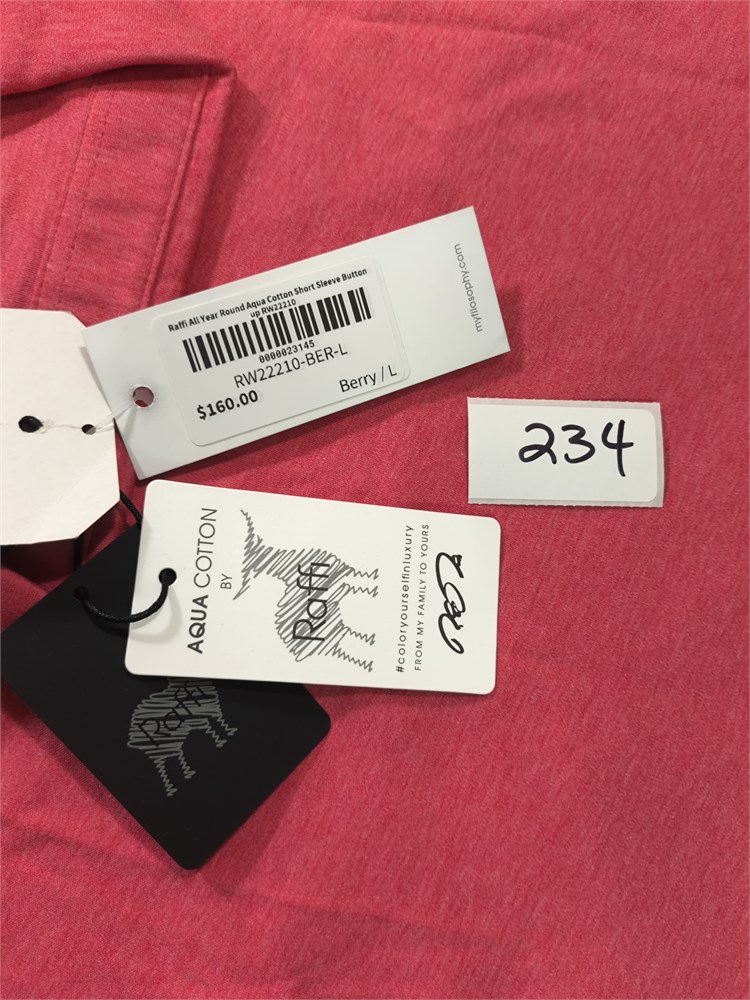 Raffi All Year Round Aqua Cotton Short Sleeve Button
up RW22210
0000023145
RW22210-BER-L
$160.00
Berry / L
myfilosophy.com
234
AQUA COTTON
BY
Raffi
#coloryourselfinluxury
FROM MY FAMILY TO YOURS
Raffi